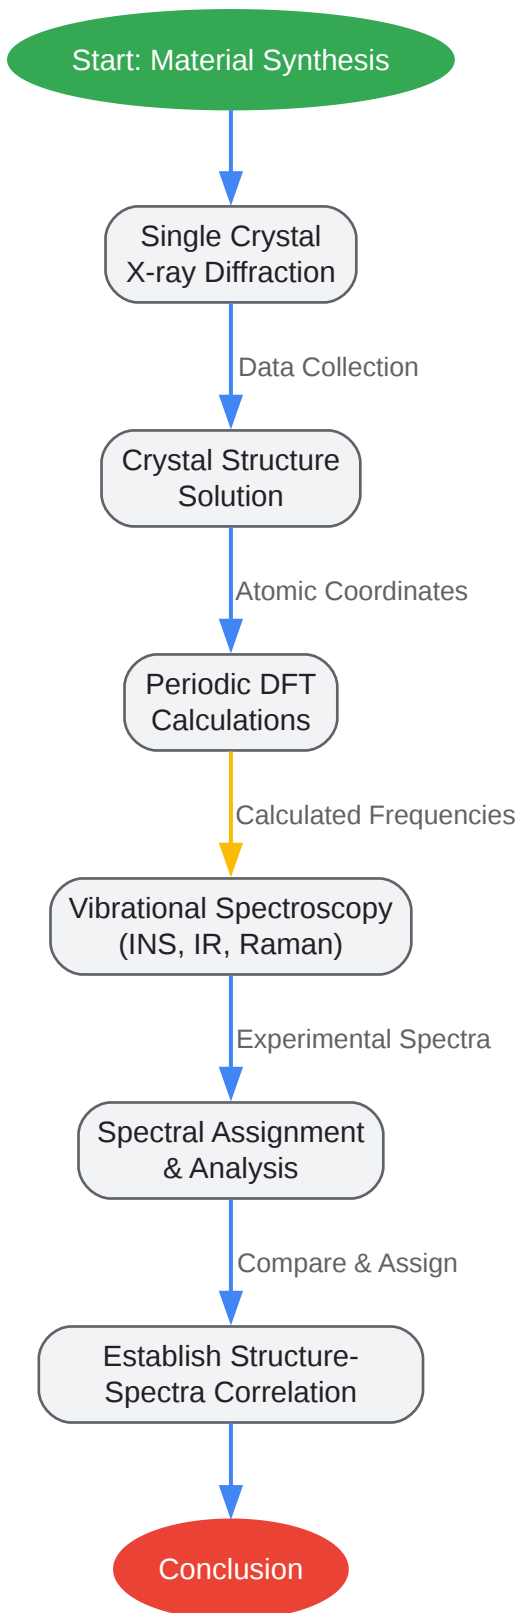 Start: Material Synthesis
Single Crystal
X-ray Diffraction
Data Collection
Crystal Structure
Solution
Atomic Coordinates
Periodic DFT
Calculations
Calculated Frequencies
Vibrational Spectroscopy
(INS, IR, Raman)
Experimental Spectra
Spectral Assignment
& Analysis
Compare & Assign
Establish Structure-
Spectra Correlation
Conclusion